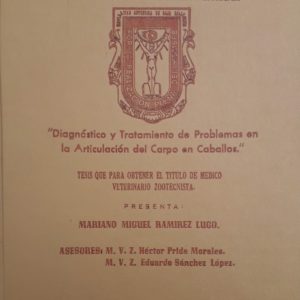 "Diagnóstico y Tratamiento de Problemas en
la Articulación del Carpo en Caballos."
TESIS QUE PARA OBTENER EL TITULO DE MEDICO
VETERINARIO ZOOTECNISTA.
PRESENTA:
MARIANO MIGUEL RAMIREZ LUGO.
ASESORES: M. V. Z. Héctor Pride Morales.
M. V. Z. Eduardo Sánchez López.